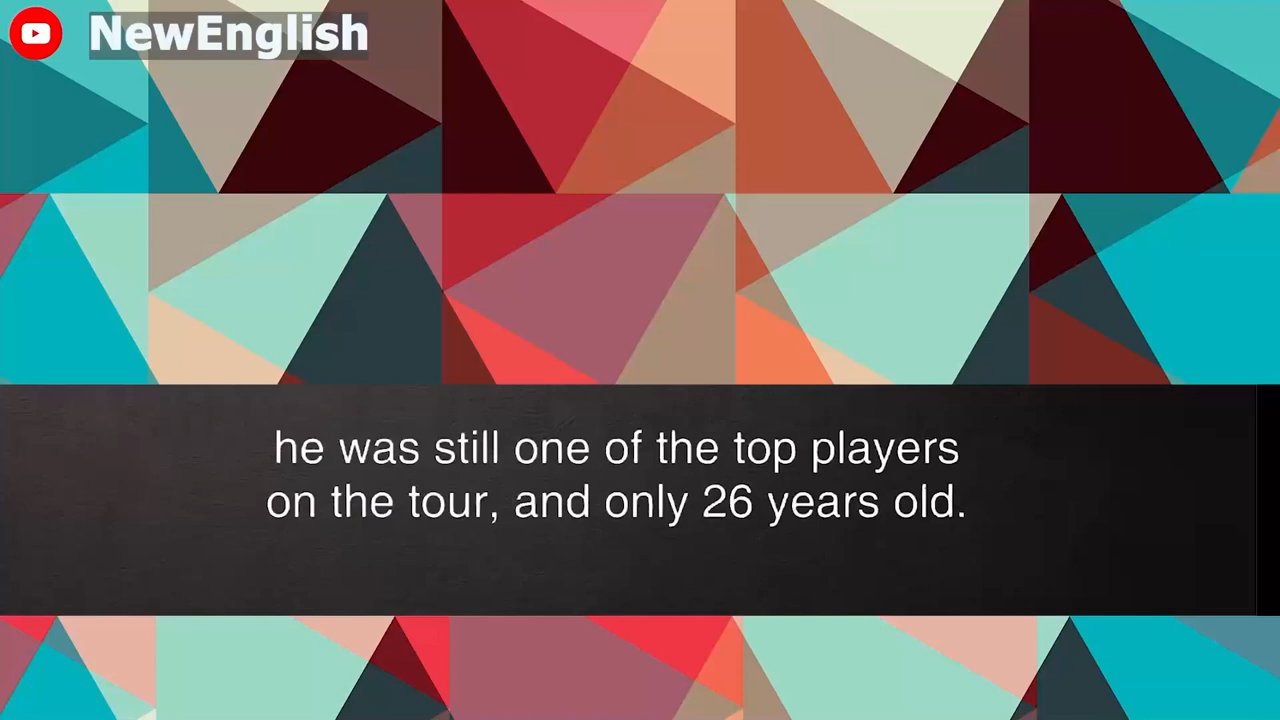 NewEnglish
he was still one of the top players
on the tour, and only 26 years old.